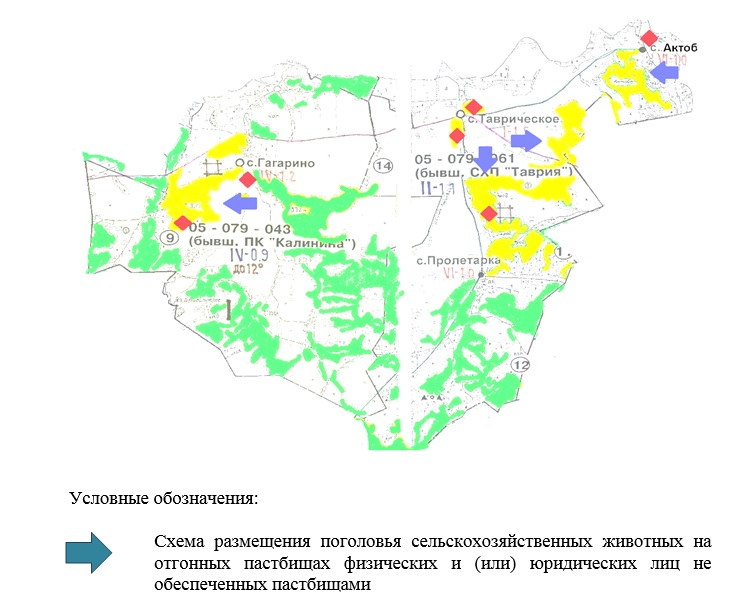 с. Актоб
VI-1.0
с.Таврическое
05 - 079 - 061
(бывш. СХП "Таврия")
II-1.1
14
с.Гагарино
IV-1.2
9
05 - 079 - 043
(бывш. ПК "Калинина")
IV-0,9
до12°
с.Пролетарка
VI-1.0
1
I
12
Условные обозначения:
Схема размещения поголовья сельскохозяйственных животных на
отгонных пастбищах физических и (или) юридических лиц не
обеспеченных пастбищами